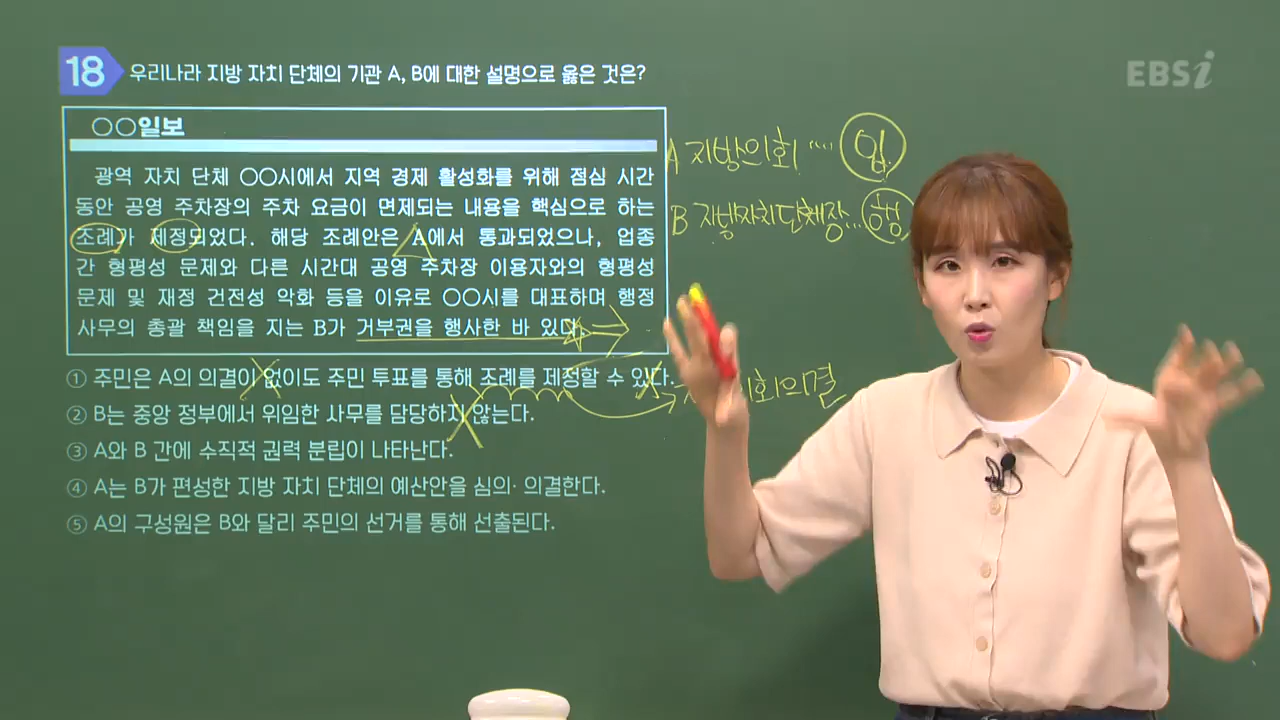 18 우리나라 지방 자치 단체의 기관 A, B에 대한 설명으로 옳은 것은?
EBSi
○○일보
광역 자치 단체 ○○시에서 지역 경제 활성화를 위해 점심 시간
동안 공영 주차장의 주차 요금이 면제되는 내용을 핵심으로 하는
조례가 제정되었다. 해당 조례안은 A에서 통과되었으나, 업종
간 형평성 문제와 다른 시간대 공영 주차장 이용자와의 형평성
문제 및 재정 건전성 악화 등을 이유로 ○○시를 대표하며 행정
사무의 총괄 책임을 지는 B가 거부권을 행사한 바 있다.
A 지방의회 ···· 입
B 지방자치단체장... 행
① 주민은 A의 의결이 없이도 주민 투표를 통해 조례를 제정할 수 있다.
의회의결
② B는 중앙 정부에서 위임한 사무를 담당하지 않는다.
③ A와 B 간에 수직적 권력 분립이 나타난다.
④ A는 B가 편성한 지방 자치 단체의 예산안을 심의·의결한다.
⑤ A의 구성원은 B와 달리 주민의 선거를 통해 선출된다.